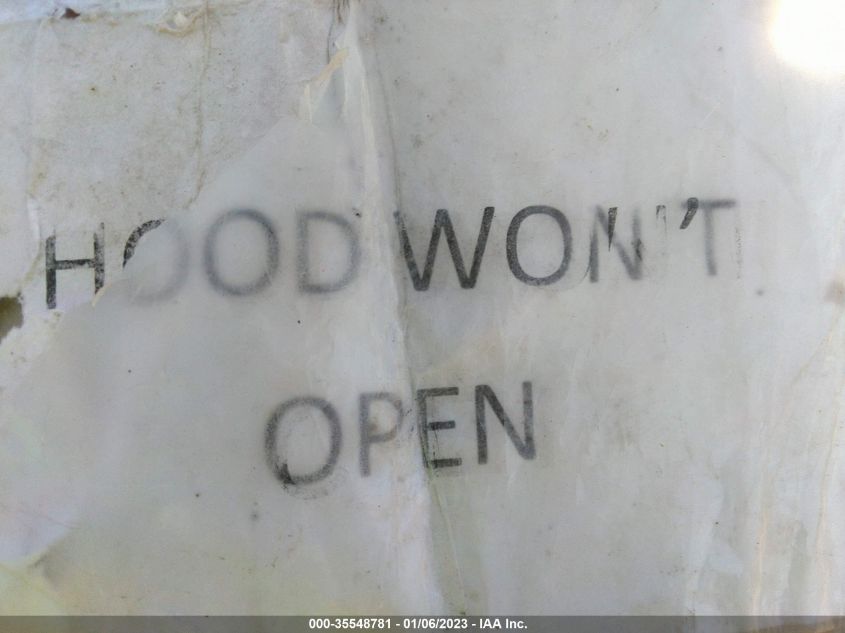 HOOD WON'T
OPEN
000-35548781 - 01/06/2023 - IAA Inc.